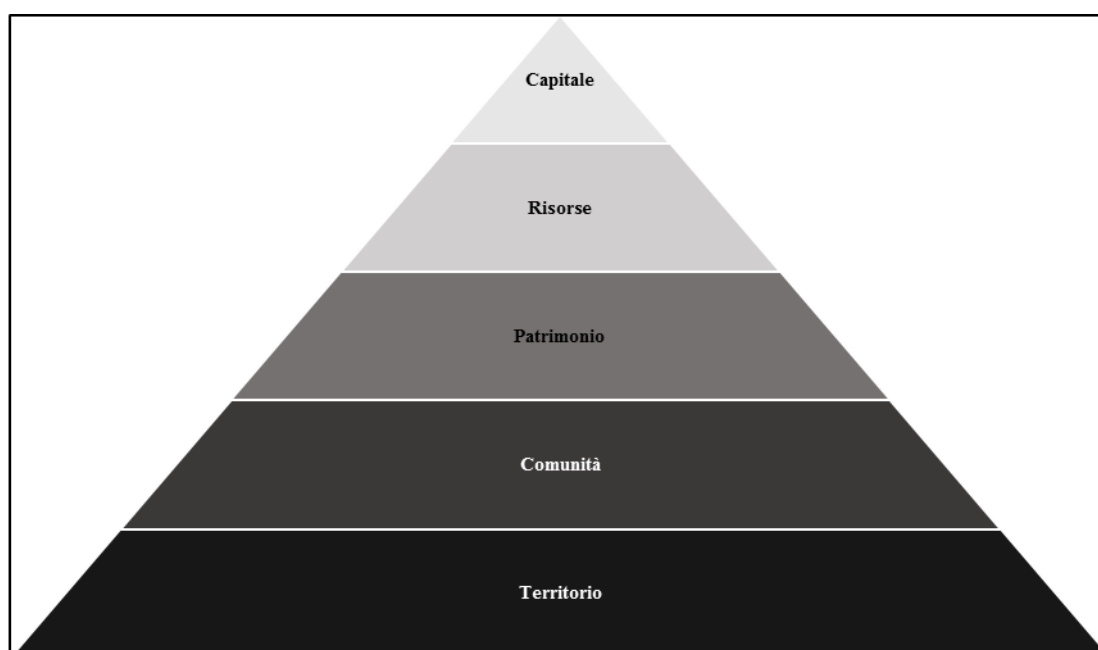 Capitale
Risorse
Patrimonio
Comunità
Territorio